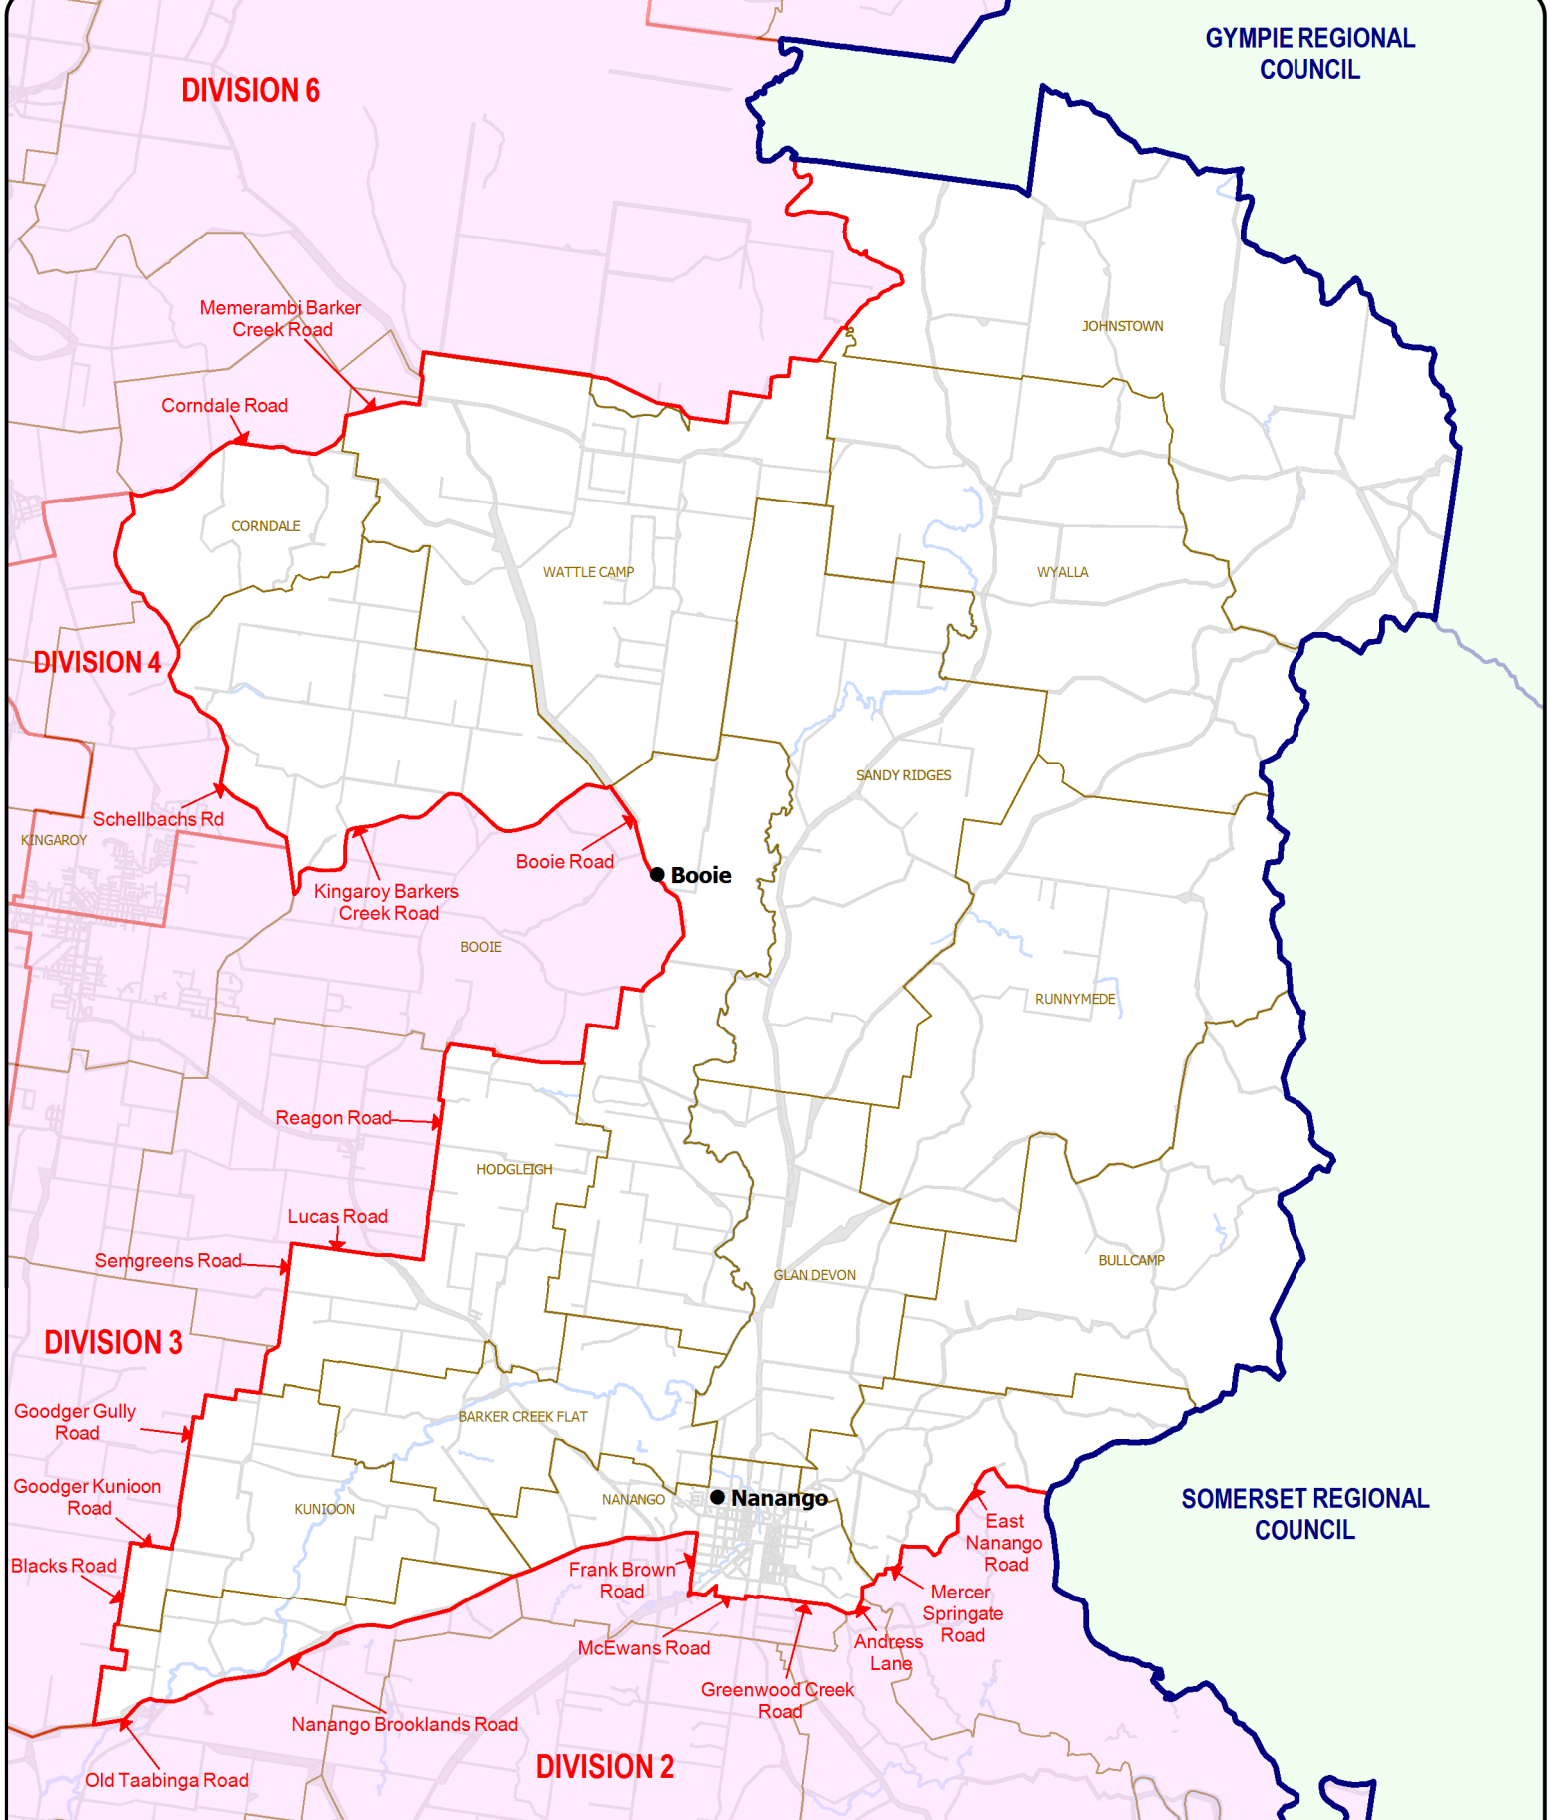 GYMPIE REGIONAL
COUNCIL
DIVISION 6
Memerambi Barker
Creek Road
JOHNSTOWN
Corndale Road
CORNDALE
WATTLE CAMP
WYALLA
DIVISION 4
SANDY RIDGES
Schellbachs Rd
KINGAROY
Booie Road
Booie
Kingaroy Barkers
Creek Road
BOOIE
RUNNYMEDE
Reagon Road
HODGLEIGH
Lucas Road
Semgreens Road
GLAN DEVON
BULLCAMP
DIVISION 3
Goodger Gully
Road
BARKER CREEK FLAT
Goodger Kunioon
Road
KUNIOON
NANANGO
Nanango
SOMERSET REGIONAL
COUNCIL
East
Nanango
Road
Blacks Road
Frank Brown
Road
Mercer
Springate
Road
McEwans Road
Andress
Lane
Greenwood Creek
Road
Nanango Brooklands Road
DIVISION 2
Old Taabinga Road